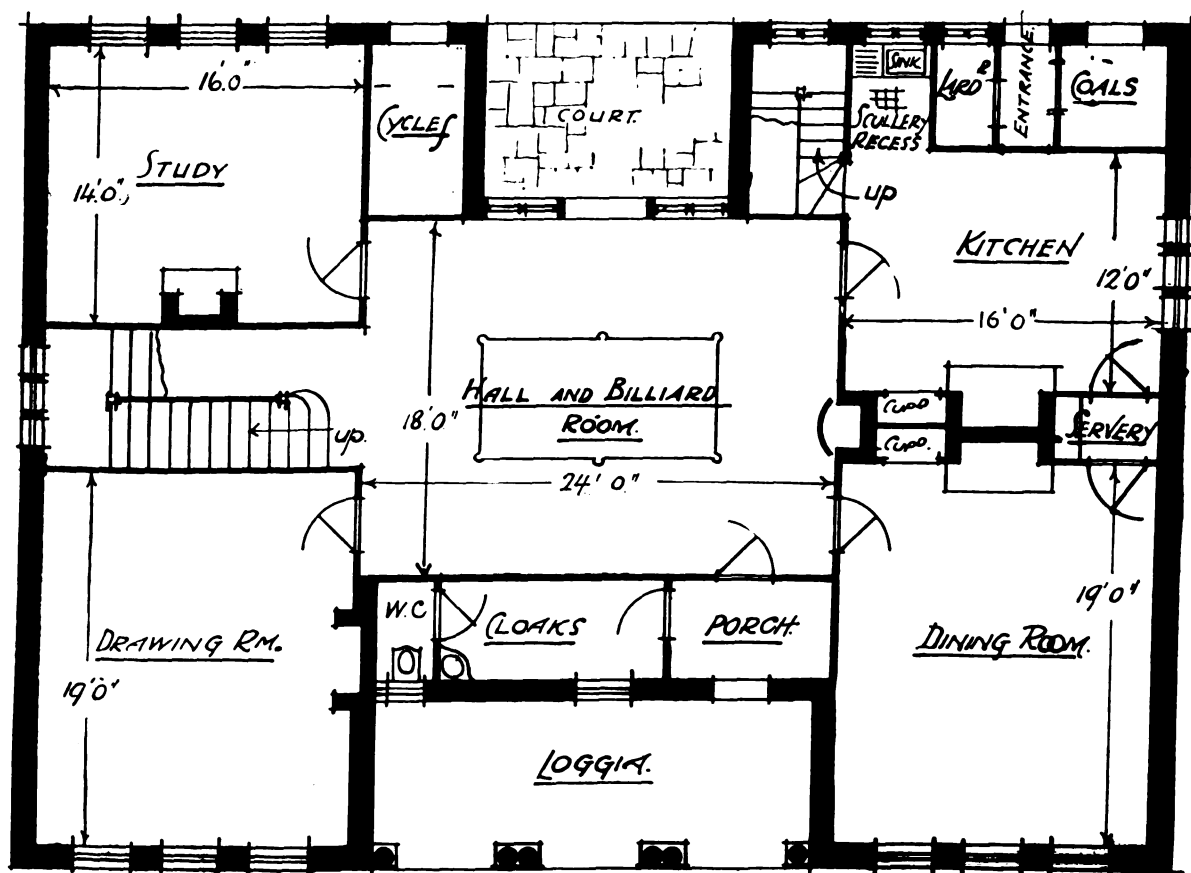 16'.0"
STUDY
14'.0"
CYCLES
COURT.
SINK
SCULLERY
RECESS
LARD^R
ENTRANCE
COALS
UP
KITCHEN
12'0"
16'0"
HALL AND BILLIARD
ROOM.
18'.0"
24' 0"
UP.
CUPD
CUPD.
SERVERY
W.C
CLOAKS
PORCH.
DRAWING RM.
19'0"
DINING ROOM.
19'0"
LOGGIA.